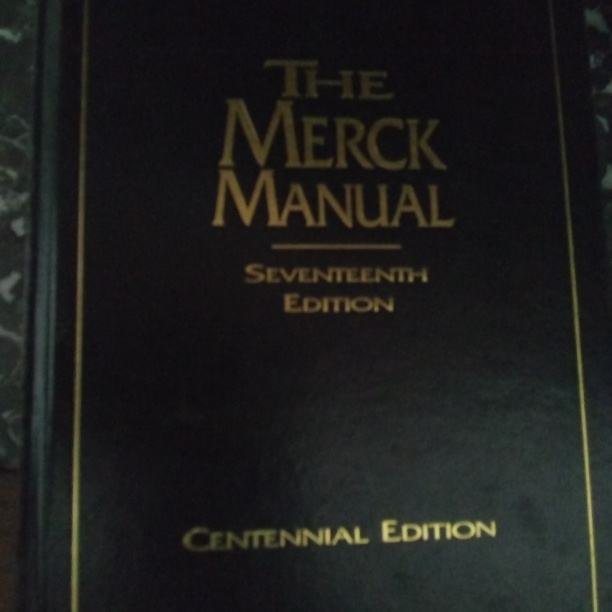 THE
MERCK
MANUAL
SEVENTEENTH
EDITION
CENTENNIAL EDITION